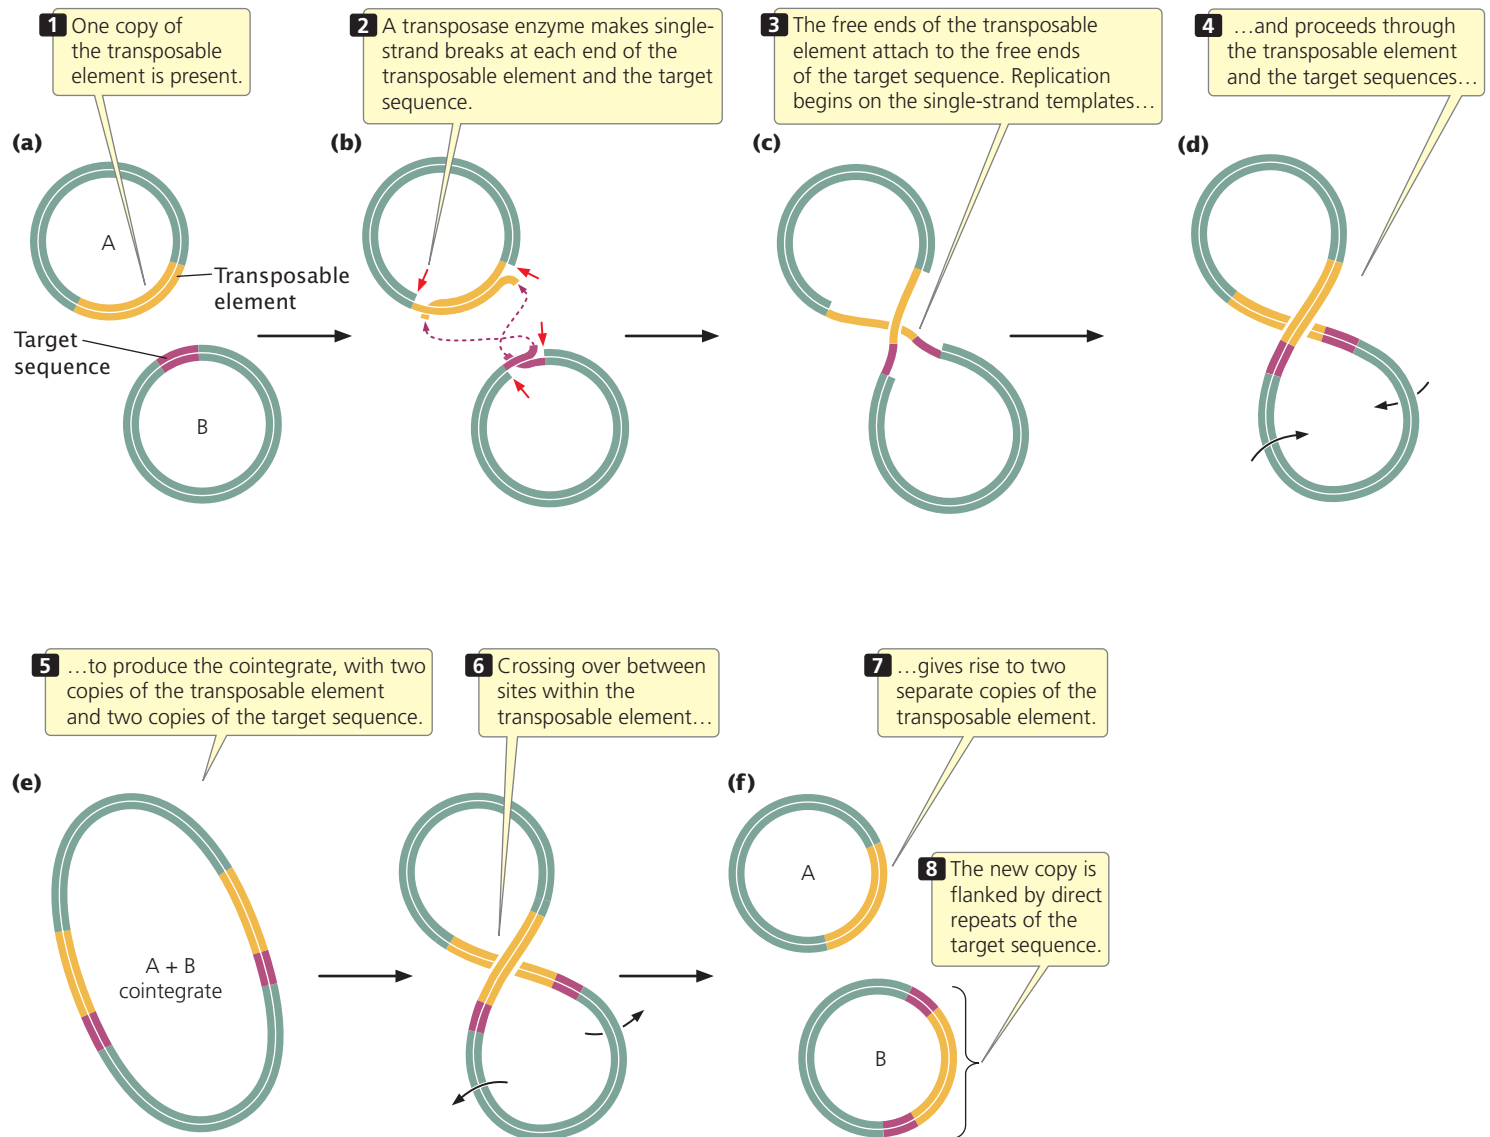 1 One copy of
the transposable
element is present.
2 A transposase enzyme makes single-
strand breaks at each end of the
transposable element and the target
sequence.
3 The free ends of the transposable
element attach to the free ends
of the target sequence. Replication
begins on the single-strand templates…
4 …and proceeds through
the transposable element
and the target sequences…
(a)
A
Transposable
element
Target
sequence
B
(b)
(c)
(d)
5 …to produce the cointegrate, with two
copies of the transposable element
and two copies of the target sequence.
6 Crossing over between
sites within the
transposable element…
7 …gives rise to two
separate copies of the
transposable element.
(e)
A + B
cointegrate
(f)
A
8 The new copy is
flanked by direct
repeats of the
target sequence.
B